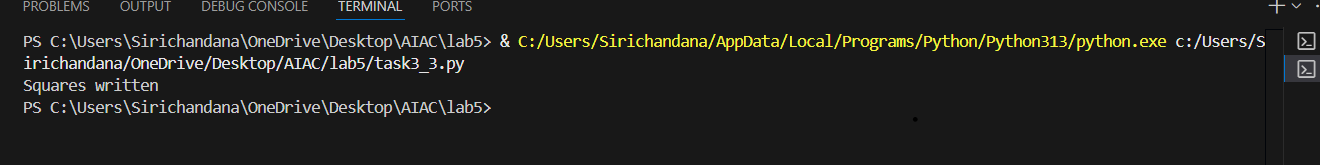 PROBLEMS OUTPUT DEBUG CONSOLE TERMINAL PORTS
PS C:\Users\Sirichandana\OneDrive\Desktop\AIAC\lab5> & C:/Users/Sirichandana/AppData/Local/Programs/Python/Python313/python.exe c:/Users/S
irichandana/OneDrive/Desktop/AIAC/lab5/task3_3.py
Squares written
PS C:\Users\Sirichandana\OneDrive\Desktop\AIAC\lab5>